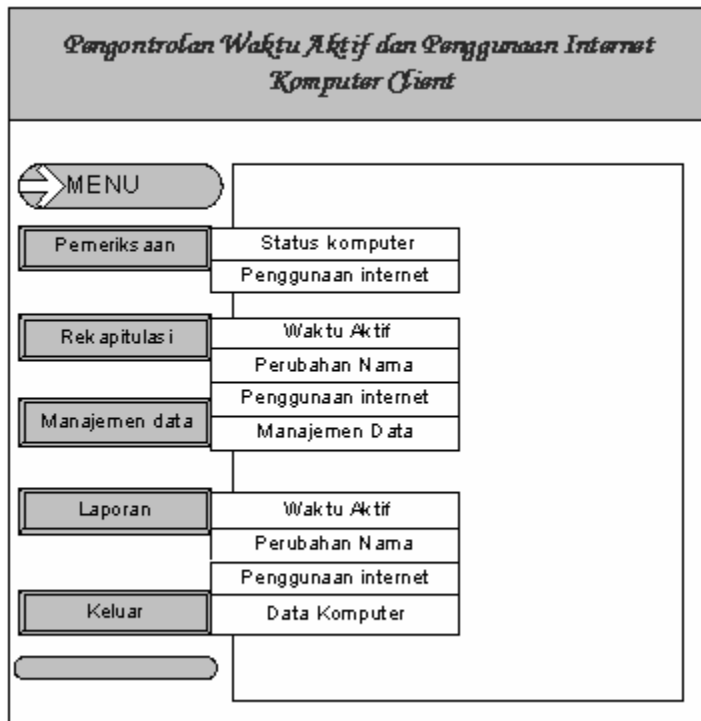 Pengontrolan Waktu Aktif dan Penggunaan Internet
Komputer Client
MENU
Pemeriksaan
Status komputer
Penggunaan internet
Rekapitulasi
Waktu Aktif
Perubahan Nama
Penggunaan internet
Manajemen data
Manajemen Data
Laporan
Waktu Aktif
Perubahan Nama
Penggunaan internet
Keluar
Data Komputer